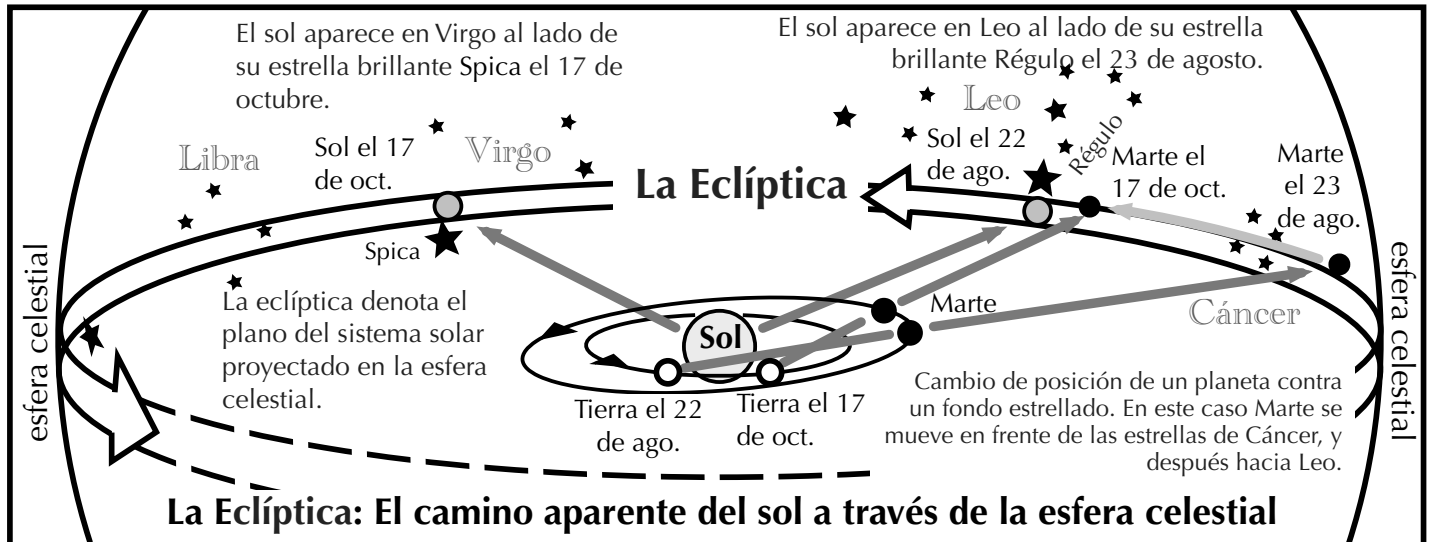 El sol aparece en Virgo al lado de
su estrella brillante Spica el 17 de
octubre.
El sol aparece en Leo al lado de su estrella
brillante Régulo el 23 de agosto.
Libra
Sol el 17
de oct.
Virgo
La Eclíptica
Leo
Sol el 22
de ago.
Régulo
Marte el
17 de oct.
Marte
el 23
de ago.
Spica
esfera celestial
esfera celestial
La eclíptica denota el
plano del sistema solar
proyectado en la esfera
celestial.
Sol
Marte
Cáncer
Tierra el 22
de ago.
Tierra el 17
de oct.
Cambio de posición de un planeta contra
un fondo estrellado. En este caso Marte se
mueve en frente de las estrellas de Cáncer, y
después hacia Leo.
La Eclíptica: El camino aparente del sol a través de la esfera celestial